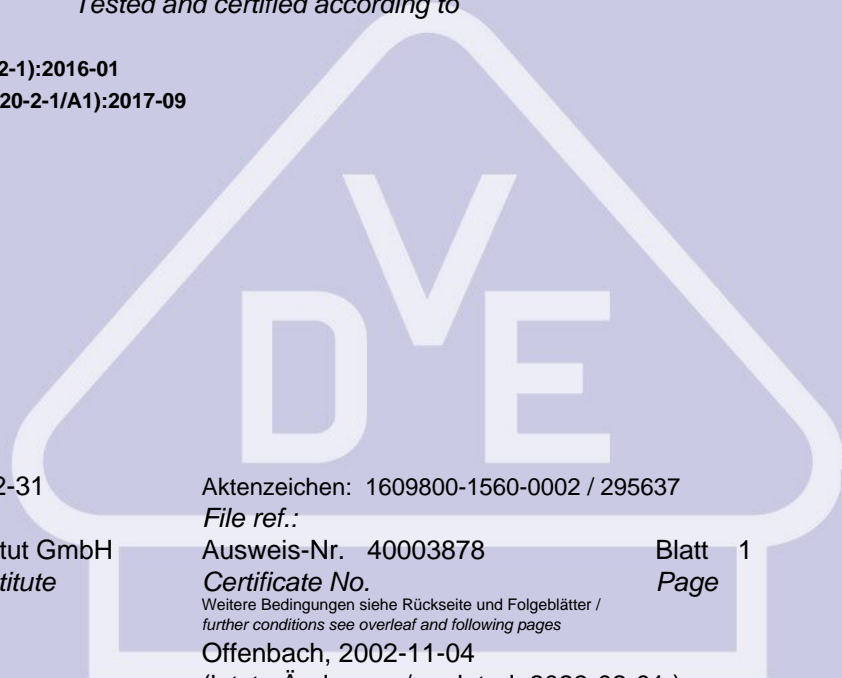 Tested and certified according to
2-1):2016-01
20-2-1/A1):2017-09
DVE
2-31
Aktenzeichen: 1609800-1560-0002 / 295637
File ref.:
tut GmbH
Ausweis-Nr. 40003878 Blatt 1
titute
Certificate No. Page
Weitere Bedingungen siehe Rückseite und Folgeblätter /
further conditions see overleaf and following pages
Offenbach, 2002-11-04